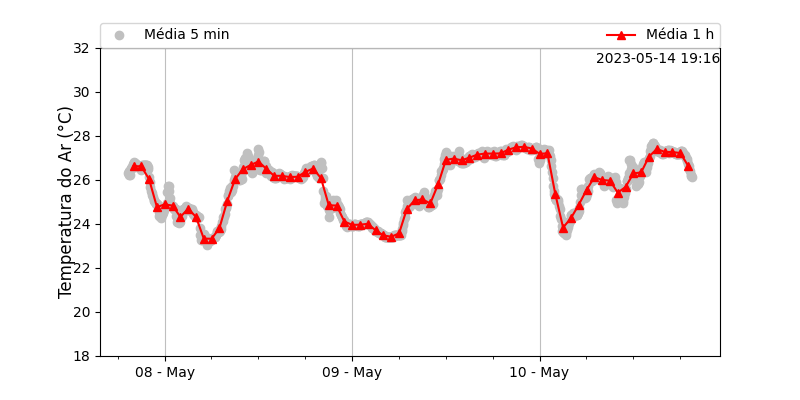 Média 5 min
Média 1 h
2023-05-14 19:16
Temperatura do Ar (°C)
32
30
28
26
24
22
20
18
08 - May
09 - May
10 - May